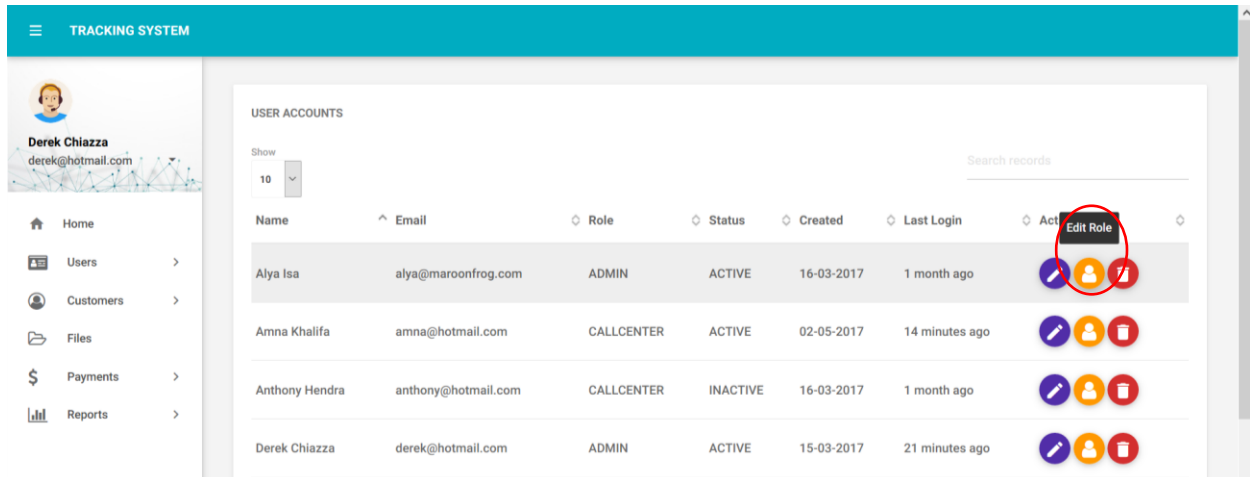 TRACKING SYSTEM
Derek Chiazza
derek@hotmail.com
Home
Users
Customers
Files
Payments
Reports
USER ACCOUNTS
Show
10
Search records
Name Email Role Status Created Last Login Act
Edit Role
Alya Isa alya@maroonfrog.com ADMIN ACTIVE 16-03-2017 1 month ago
Amna Khalifa amna@hotmail.com CALLCENTER ACTIVE 02-05-2017 14 minutes ago
Anthony Hendra anthony@hotmail.com CALLCENTER INACTIVE 16-03-2017 1 month ago
Derek Chiazza derek@hotmail.com ADMIN ACTIVE 15-03-2017 21 minutes ago